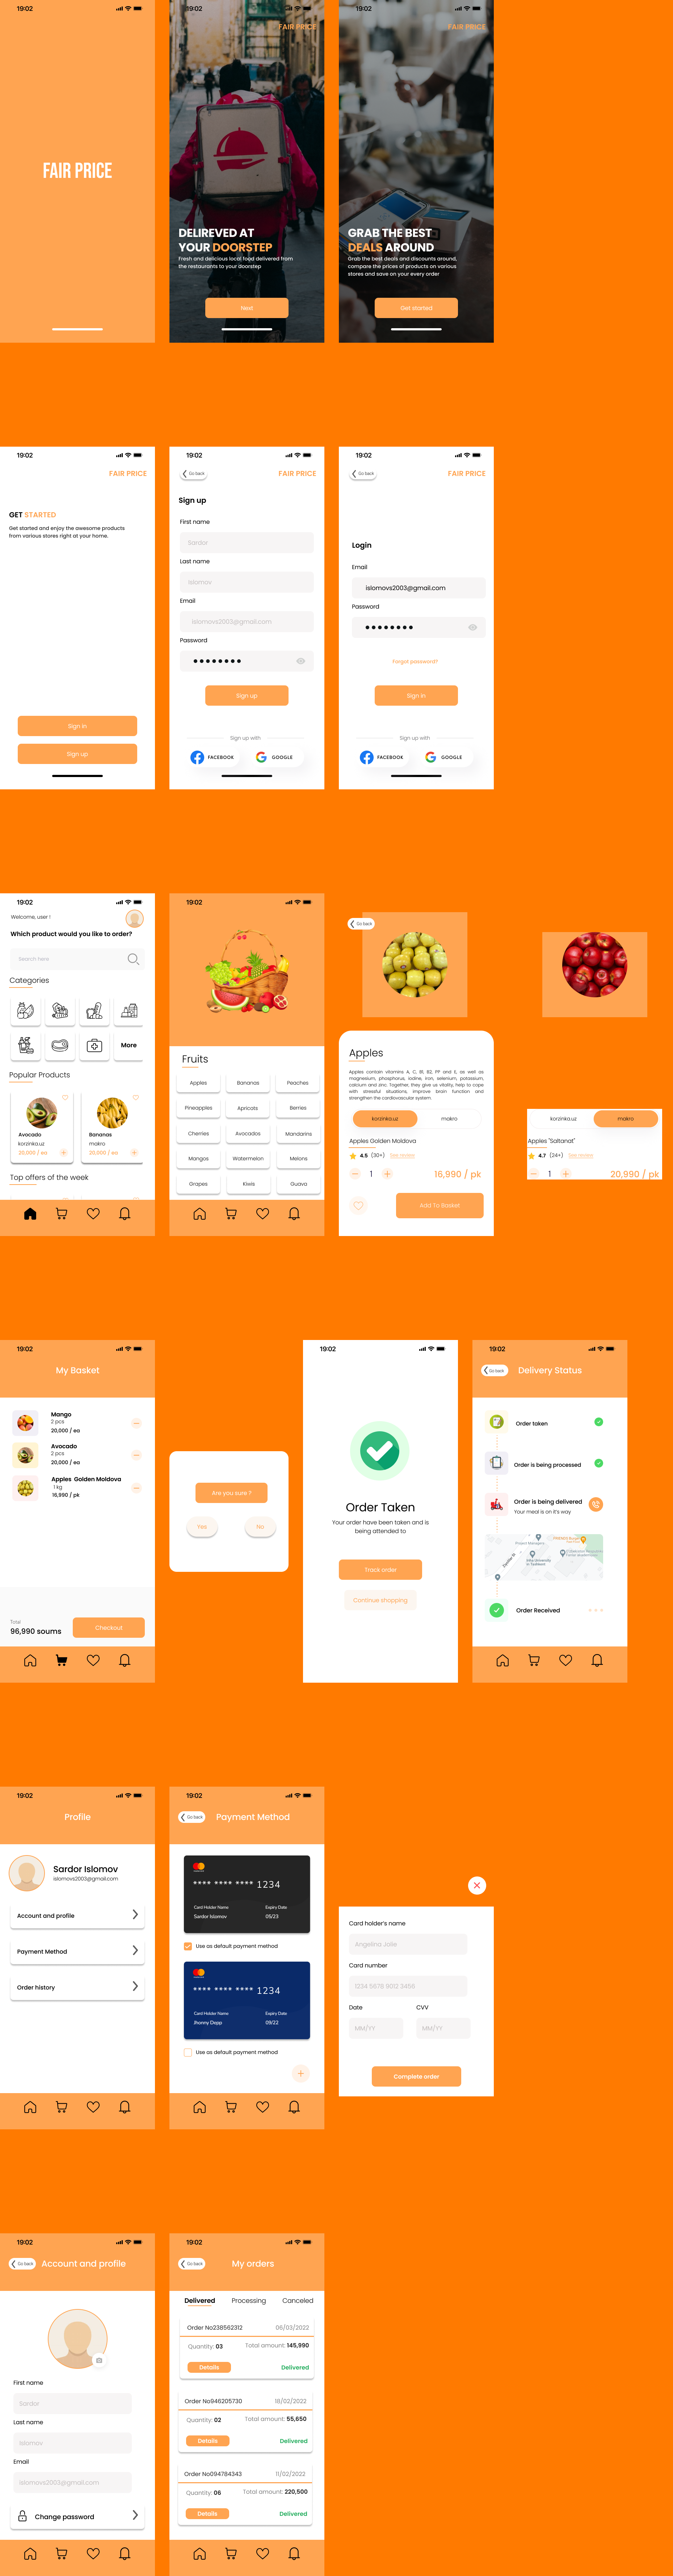 19:02
FAIR PRICE
19:02
FAIR PRICE
DELIREVED AT
YOUR DOORSTEP
Fresh and delicious local food delivered from
the restaurants to your doorstep
Next
19:02
FAIR PRICE
GRAB THE BEST
DEALS AROUND
Grab the best deals and discounts around,
compare the prices of products on various
stores and save on your every order
Get started
19:02
FAIR PRICE
GET STARTED
Get started and enjoy the awesome products
from various stores right at your home.
Sign in
Sign up
19:02
Go back
FAIR PRICE
Sign up
First name
Sardor
Last name
Islomov
Email
islomovs2003@gmail.com
Password
Sign up
Sign up with
FACEBOOK
GOOGLE
19:02
Go back
FAIR PRICE
Login
Email
islomovs2003@gmail.com
Password
Forgot password?
Sign in
Sign up with
FACEBOOK
GOOGLE
19:02
Welcome, user !
Which product would you like to order?
Search here
Categories
More
Popular Products
Avocado
korzinka.uz
30,000 / ea
Bananas
makro
20,000 / ea
Top offers of the week
19:02
Fruits
Apples
Bananas
Peaches
Pineapples
Apricots
Berries
Cherries
Avocados
Mandarins
Mangos
Watermelon
Melons
Grapes
Kiwis
Guava
Go back
Apples
Apples contain vitamins A, C, B1, B2, PP and E, as well as
magnesium, phosphorus, iodine, iron, selenium, potassium,
calcium and zinc. Together, they give us vitality, help to cope
with stressful situations, improve brain function and
strengthen the cardiovascular system.
korzinka.uz
makro
Apples Golden Moldova
4.5 (30+) See review
1
16,990 / pk
Add To Basket
korzinka.uz
makro
Apples "Saltanat"
4.7 (24+) See review
1
20,990 / pk
19:02
My Basket
Mango
2 pcs
20,000 / ea
Avocado
2 pcs
20,000 / ea
Apples Golden Moldova
1 kg
16,990 / pk
Total
96,990 soums
Checkout
Are you sure ?
Yes
No
19:02
Order Taken
Your order have been taken and is
being attended to
Track order
Continue shopping
19:02
Go back
Delivery Status
Order taken
Order is being processed
Order is being delivered
Your meal is on it's way
Order Received
19:02
Profile
Sardor Islomov
islomovs2003@gmail.com
Account and profile
Payment Method
Order history
19:02
Go back
Payment Method
**** **** **** 1234
Card Holder Name
Sardor Islomov
Expiry Date
05/23
Use as default payment method
**** **** **** 1234
Card Holder Name
Jhonny Depp
Expiry Date
09/22
Use as default payment method
Card holder's name
Angelina Jolie
Card number
1234 5678 9012 3456
Date
CVV
MM/YY
MM/YY
Complete order
19:02
Go back
Account and profile
First name
Sardor
Last name
Islomov
Email
islomovs2003@gmail.com
Change password
19:02
Go back
My orders
Delivered
Processing
Canceled
Order No238562312
06/03/2022
Quantity: 03
Total amount: 145,990
Details
Delivered
Order No946205730
18/02/2022
Quantity: 02
Total amount: 55,650
Details
Delivered
Order No094784343
11/02/2022
Quantity: 06
Total amount: 220,500
Details
Delivered